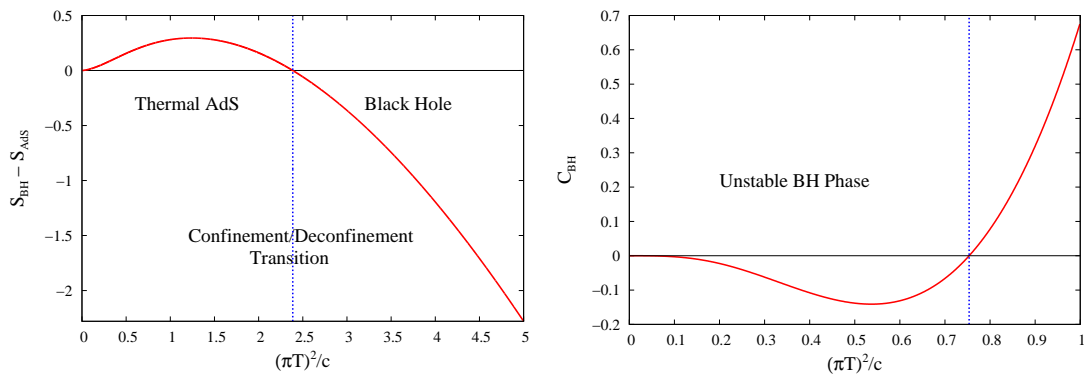 0.5
0
−0.5
−1
−1.5
−2
S_BH − S_AdS
Thermal AdS
Black Hole
Confinement/Deconfinement
Transition
0 0.5 1 1.5 2 2.5 3 3.5 4 4.5 5
(πT)²/c
0.7
0.6
0.5
0.4
0.3
0.2
0.1
0
−0.1
−0.2
C_BH
Unstable BH Phase
0 0.1 0.2 0.3 0.4 0.5 0.6 0.7 0.8 0.9 1
(πT)²/c